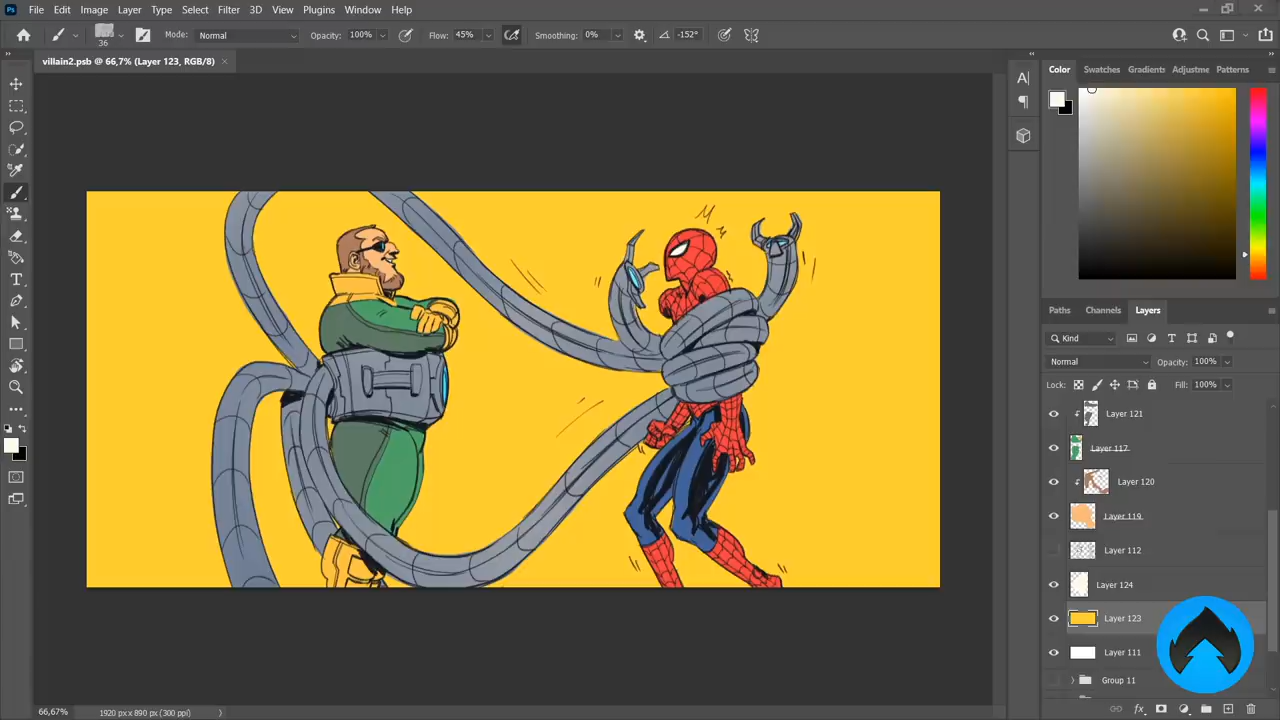 Ps File Edit Image Layer Type Select Filter 3D View Plugins Window Help
36 Mode: Normal Opacity: 100% Flow: 45% Smoothing: 0% -152°
villain2.psb @ 66,7% (Layer 123, RGB/8)
Color Swatches Gradients Adjustme Patterns
Paths Channels Layers
Kind
Normal Opacity: 100%
Lock: Fill: 100%
Layer 121
Layer 117
Layer 120
Layer 119
Layer 112
Layer 124
Layer 123
Layer 111
Group 11
66,67% 1920 px x 890 px (300 ppi)